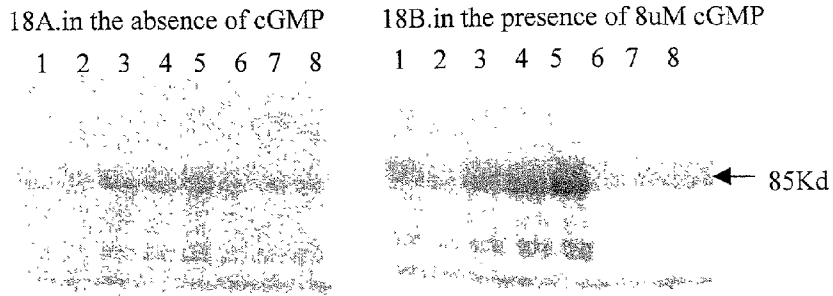 18A.in the absence of cGMP
1 2 3 4 5 6 7 8
18B.in the presence of 8uM cGMP
1 2 3 4 5 6 7 8
85Kd